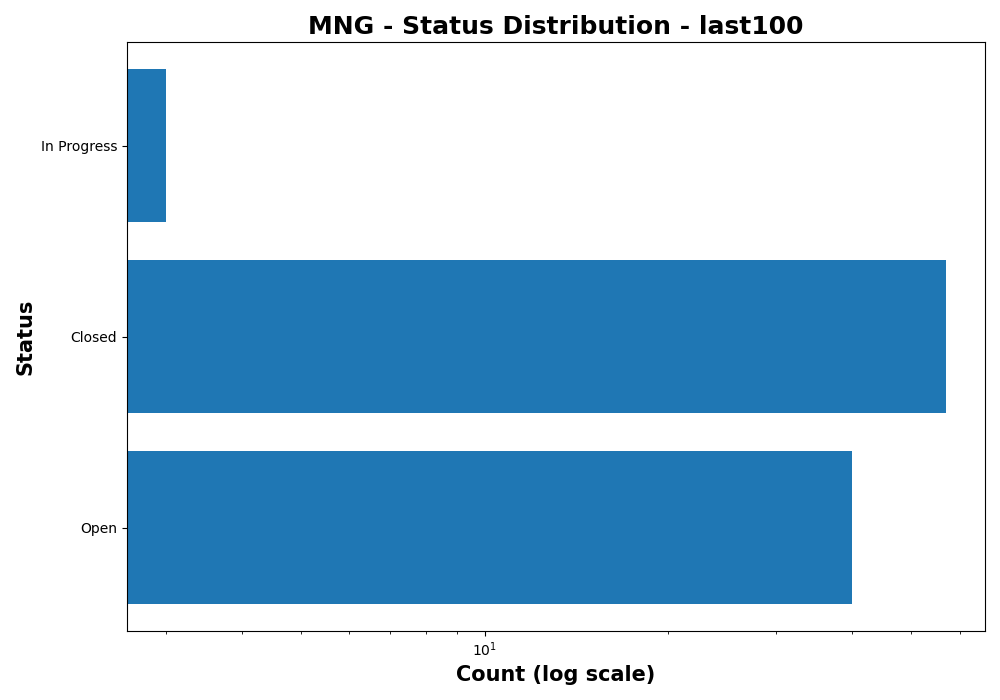 MNG - Status Distribution - last100
In Progress
Closed
Open
Status
10¹
Count (log scale)